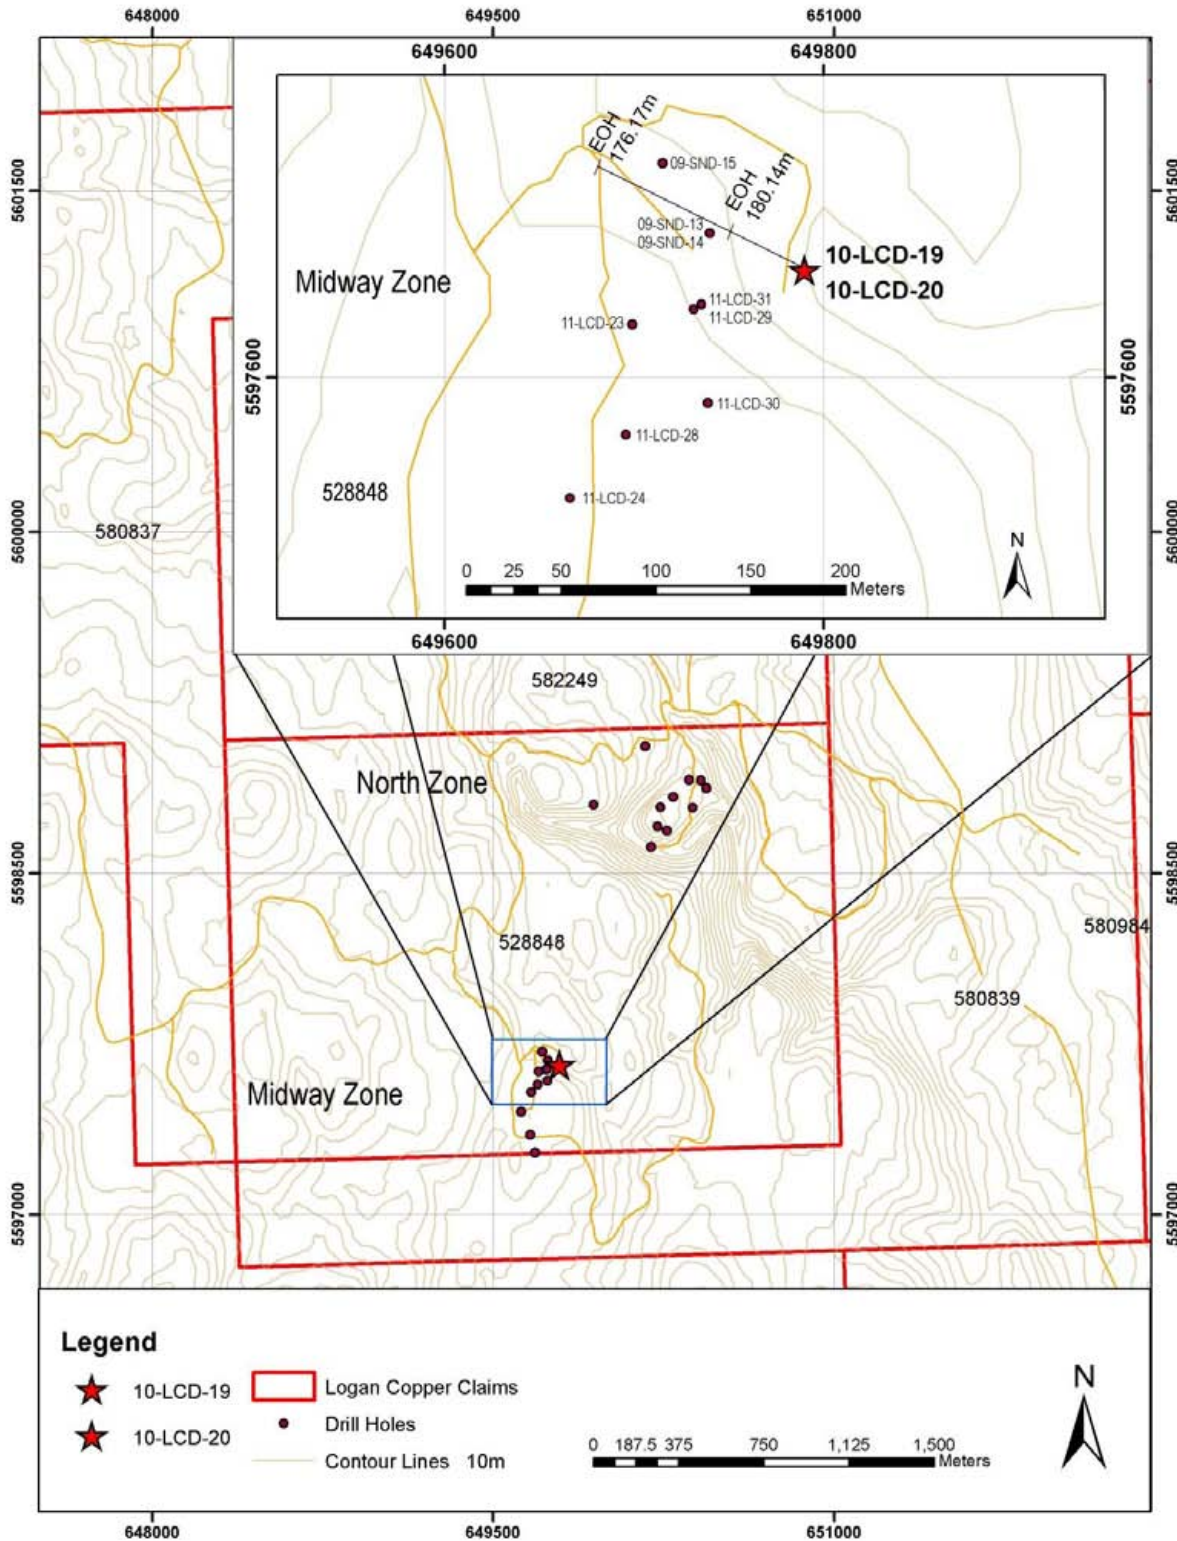 648000 649500 651000
649600 649800
EOH
176.17m
09-SND-15
EOH
180.14m
5601500
5601500
09-SND-13
09-SND-14
10-LCD-19
10-LCD-20
Midway Zone
11-LCD-31
11-LCD-29
11-LCD-23
5597600
5597600
11-LCD-30
11-LCD-28
528848
11-LCD-24
5600000
580837
5600000
N
0 25 50 100 150 200
Meters
649600 649800
582249
North Zone
5598500
5598500
528848
580984
580839
Midway Zone
5597000
5597000
Legend
10-LCD-19
10-LCD-20
Logan Copper Claims
Drill Holes
Contour Lines 10m
0 187.5 375 750 1,125 1,500
Meters
N
648000 649500 651000